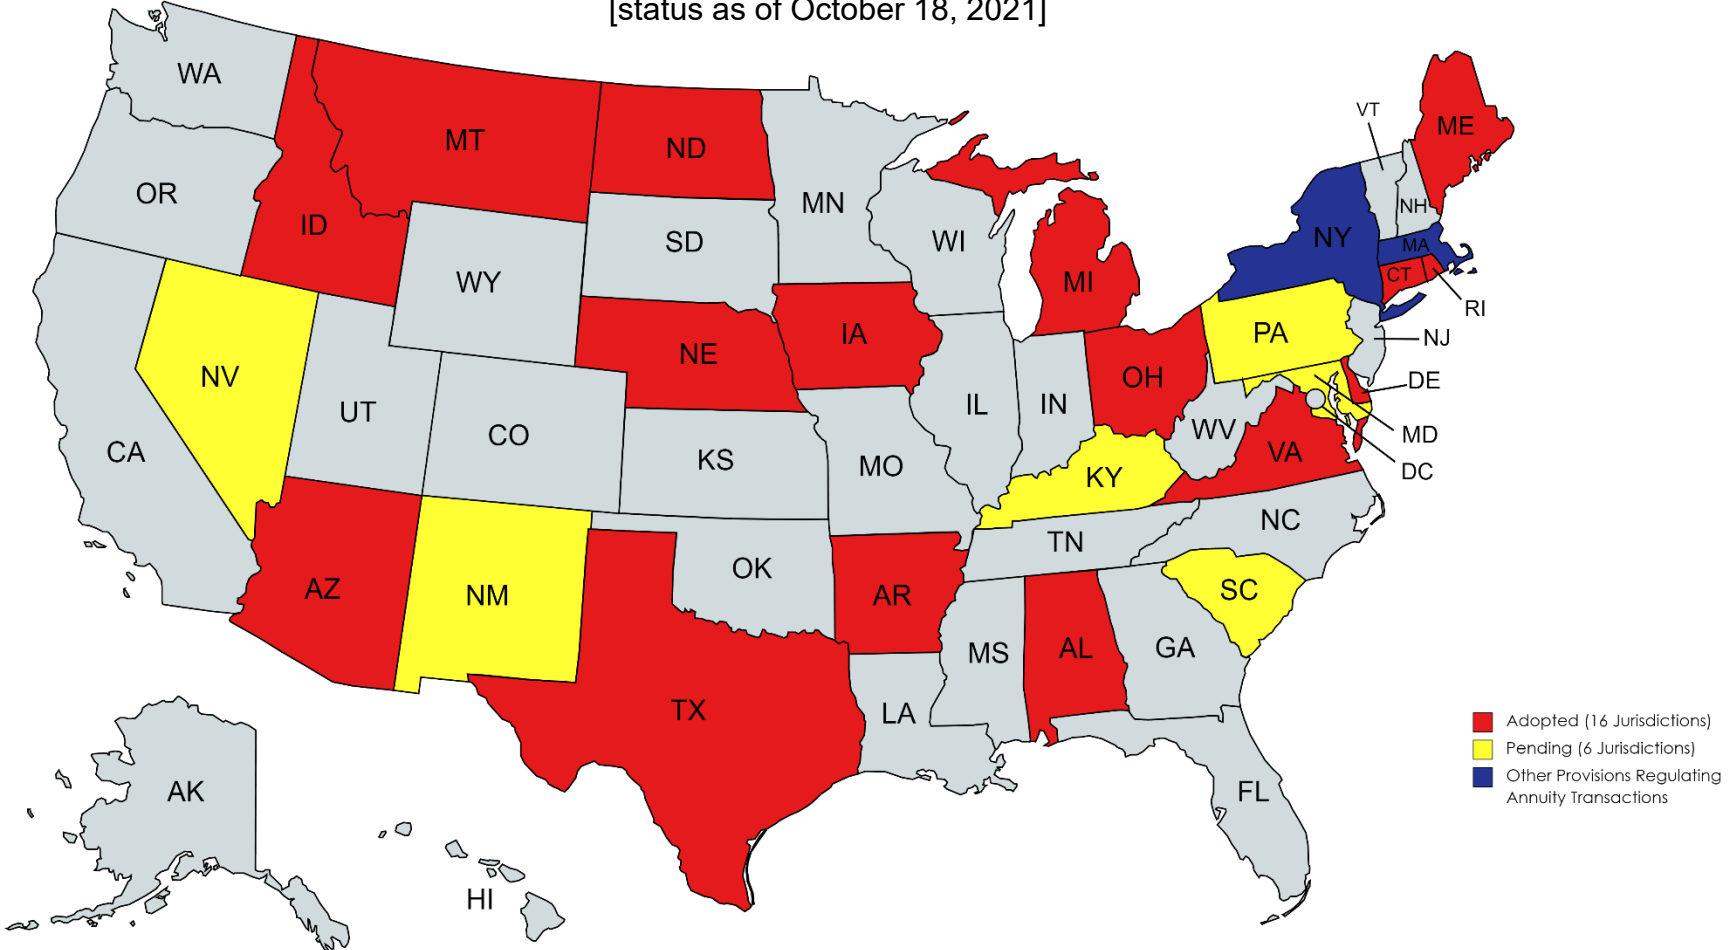 [status as of October 18, 2021]
WA
MT
ND
VT
ME
OR
ID
MN
SD
WI
NH
NY
MA
CT
RI
WY
MI
IA
NE
PA
NJ
NV
OH
DE
UT
IL
IN
CO
WV
MD
CA
KS
MO
KY
VA
DC
NC
TN
OK
AZ
NM
AR
SC
MS
AL
GA
TX
LA
AK
FL
HI
Adopted (16 Jurisdictions)
Pending (6 Jurisdictions)
Other Provisions Regulating
Annuity Transactions